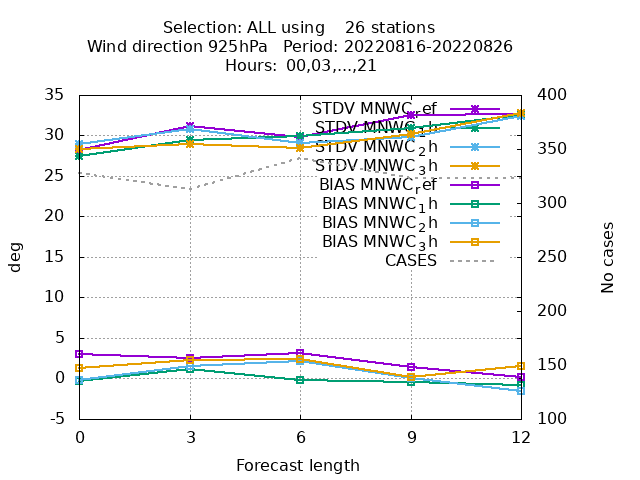 Selection: ALL using 26 stations
Wind direction 925hPa Period: 20220816-20220826
Hours: 00,03,...,21
deg
No cases
35
30
25
20
15
10
5
0
-5
400
350
300
250
200
150
100
STDV MNWC_ref
STDV MNWC_1h
STDV MNWC_2h
STDV MNWC_3h
BIAS MNWC_ref
BIAS MNWC_1h
BIAS MNWC_2h
BIAS MNWC_3h
CASES
0 3 6 9 12
Forecast length